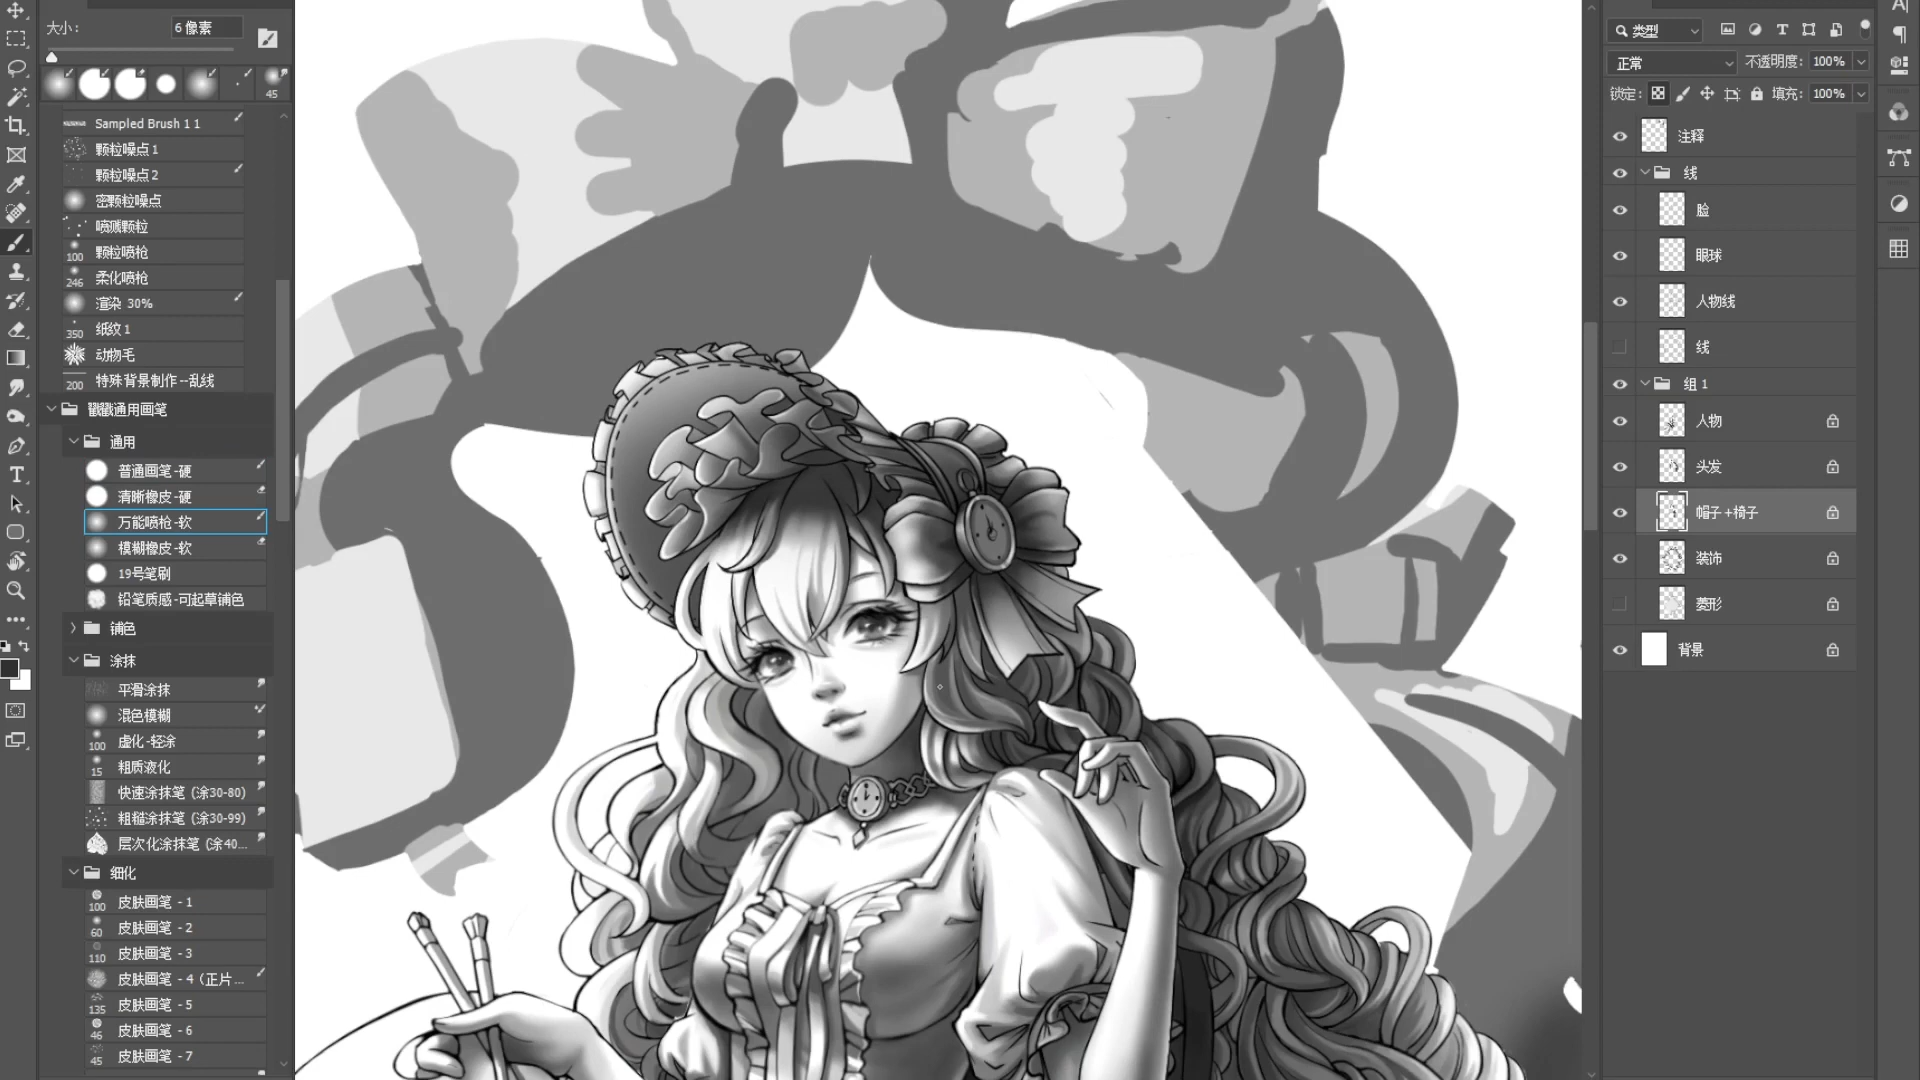 大小：
6 像素
45
Sampled Brush 1 1
颗粒噪点1
颗粒噪点2
密颗粒噪点
喷溅颗粒
100
颗粒喷枪
246
柔化喷枪
渲染 30%
350
纸纹1
动物毛
200
特殊背景制作--乱线
戳戳通用画笔
通用
普通画笔-硬
清晰橡皮-硬
万能喷枪-软
模糊橡皮-软
19号笔刷
铅笔质感-可起草铺色
铺色
涂抹
平滑涂抹
混色模糊
100
虚化-轻涂
15
粗质液化
快速涂抹笔（涂30-80）
粗糙涂抹笔（涂30-99）
层次化涂抹笔（涂40...
细化
100
皮肤画笔 - 1
60
皮肤画笔 - 2
110
皮肤画笔 - 3
皮肤画笔 - 4（正片 ...
135
皮肤画笔 - 5
46
皮肤画笔 - 6
45
皮肤画笔 - 7
类型
正常
不透明度：
100%
锁定：
填充：
100%
注释
线
脸
眼球
人物线
线
组 1
人物
头发
帽子+椅子
装饰
菱形
背景